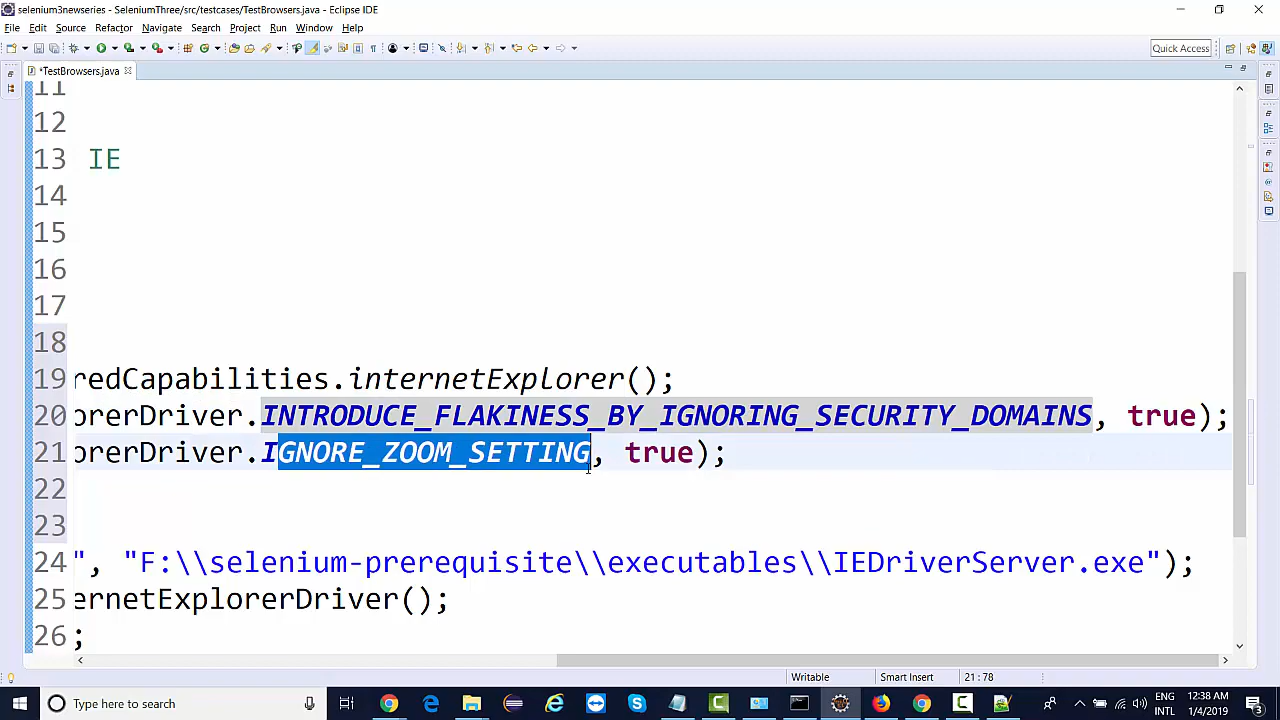 selenium3newseries - SeleniumThree/src/testcases/TestBrowsers.java - Eclipse IDE
File Edit Source Refactor Navigate Search Project Run Window Help
Quick Access
*TestBrowsers.java
11
12
13 IE
14
15
16
17
18
19 redCapabilities.internetExplorer();
20 orerDriver.INTRODUCE_FLAKINESS_BY_IGNORING_SECURITY_DOMAINS, true);
21 orerDriver.IGNORE_ZOOM_SETTING, true);
22
23
24 ", "F:\\selenium-prerequisite\\executables\\IEDriverServer.exe");
25 ernetExplorerDriver();
26 ;
Writable Smart Insert 21 : 78
Type here to search
ENG 12:38 AM
INTL 1/4/2019